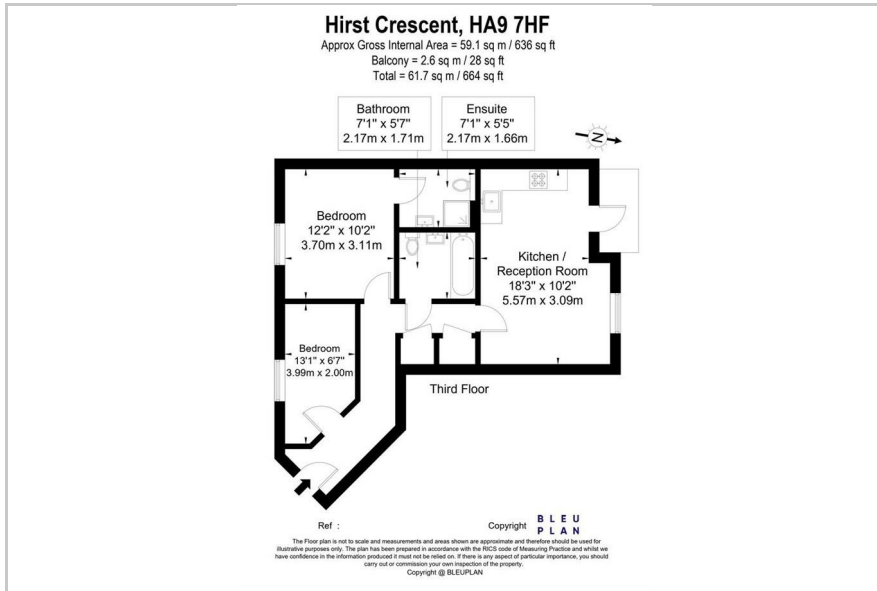 Hirst Crescent, HA9 7HF
Approx Gross Internal Area = 59.1 sq m / 636 sq ft
Balcony = 2.6 sq m / 28 sq ft
Total = 61.7 sq m / 664 sq ft
Bathroom
7'1" x 5'7"
2.17m x 1.71m
Ensuite
7'1" x 5'5"
2.17m x 1.66m
N
Bedroom
12'2" x 10'2"
3.70m x 3.11m
Kitchen /
Reception Room
18'3" x 10'2"
5.57m x 3.09m
Bedroom
13'1" x 6'7"
3.99m x 2.00m
Third Floor
Ref :
Copyright
BLEU
PLAN
The Floor plan is not to scale and measurements and areas shown are approximate and therefore should be used for
illustrative purposes only. The plan has been prepared in accordance with the RICS code of Measuring Practice and whilst we
have confidence in the information produced it must not be relied on. If there is any aspect of particular importance, you should
carry out or commission your own inspection of the property.
Copyright @ BLEUPLAN